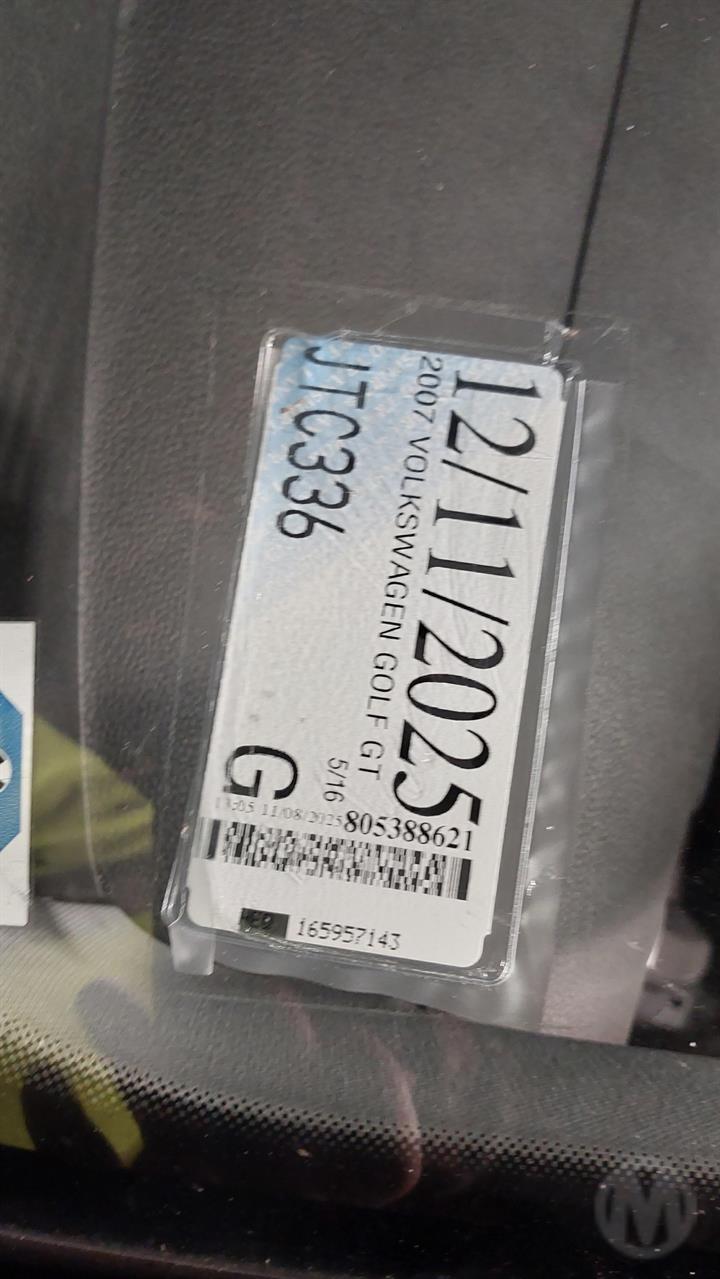 12/11/2025
2007 VOLKSWAGEN GOLF GT
5/16
JTC336
G
13:05 11/08/2025
805388621
165957143
M